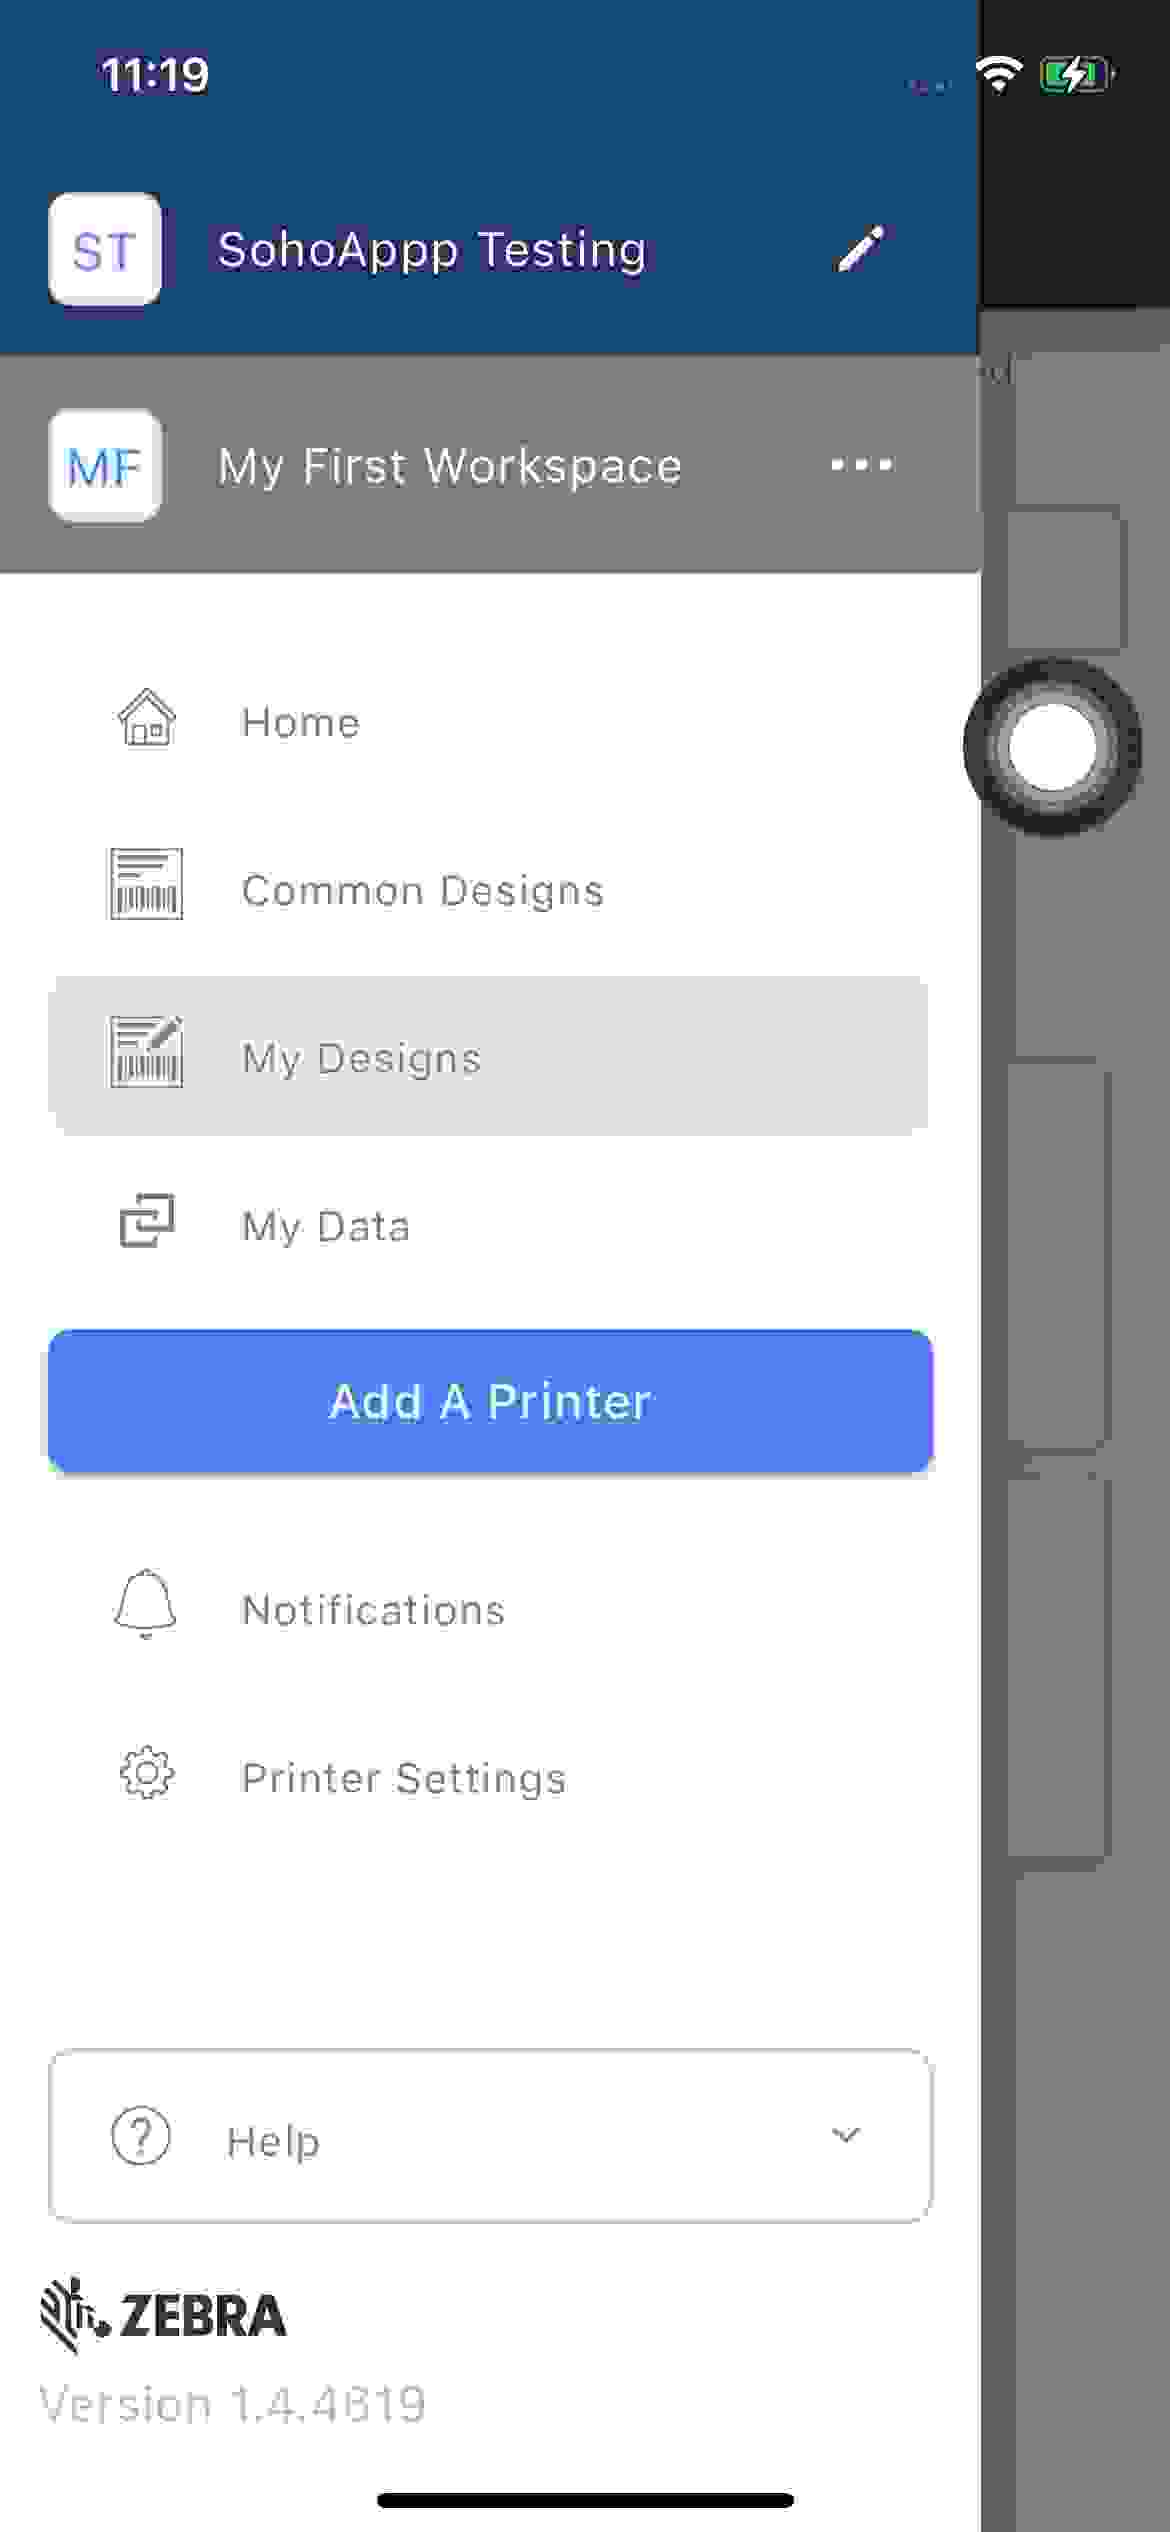 11:19
ST
SohoAppp Testing
MF
My First Workspace
Home
Common Designs
My Designs
My Data
Add A Printer
Notifications
Printer Settings
Help
ZEBRA
Version 1.4.4819